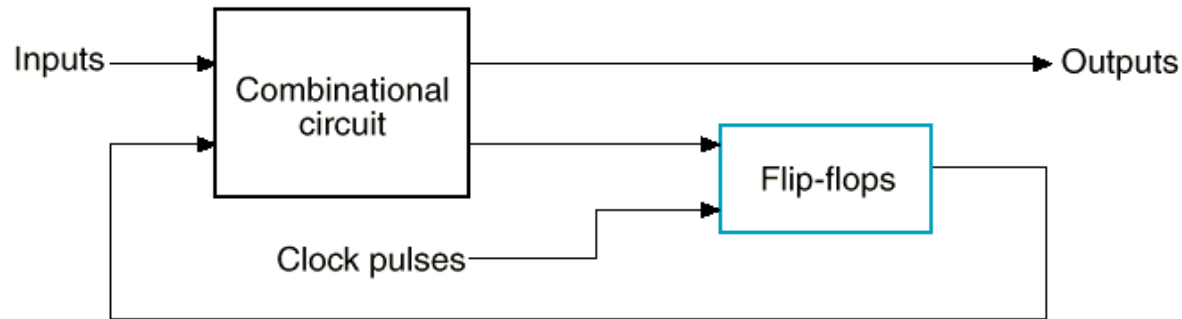 Inputs
Combinational
circuit
Outputs
Flip-flops
Clock pulses